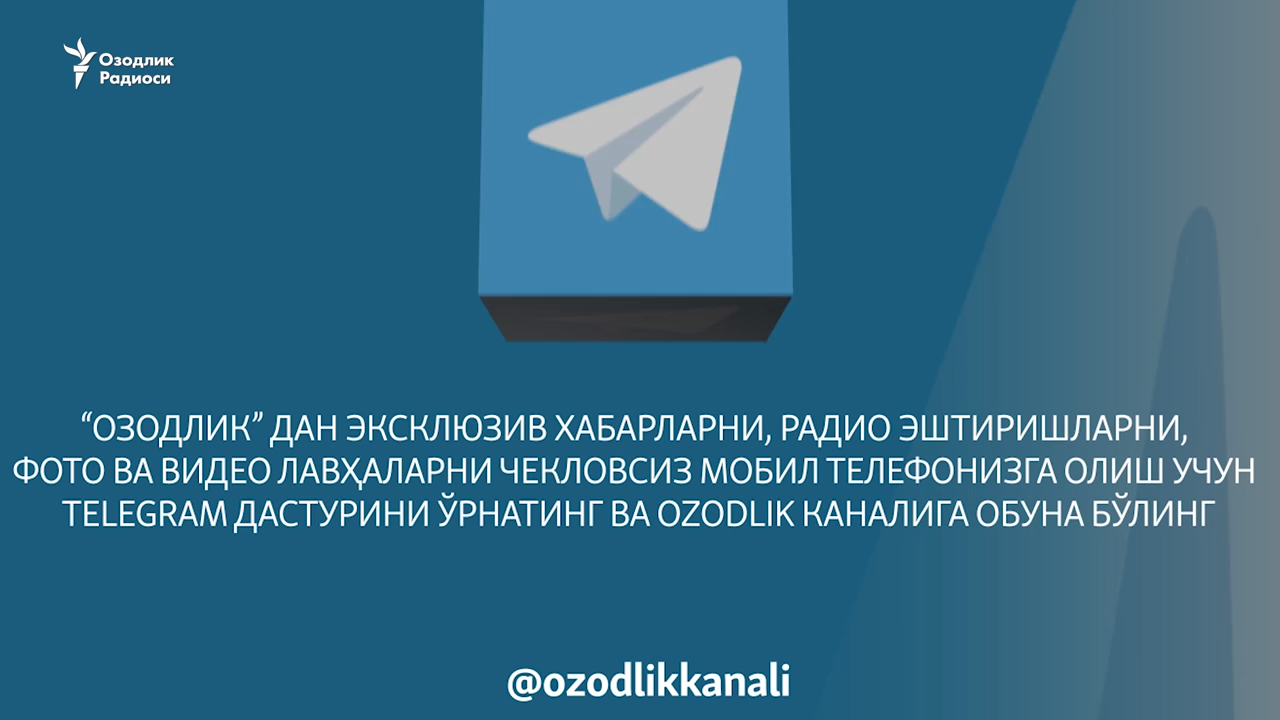 Озодлик
Радиоси
“ОЗОДЛИК” ДАН ЭКСКЛЮЗИВ ХАБАРЛАРНИ, РАДИО ЭШТИРИШЛАРНИ,
ФОТО ВА ВИДЕО ЛАВҲАЛАРНИ ЧЕКЛОВСИЗ МОБИЛ ТЕЛЕФОНИЗГА ОЛИШ УЧУН
TELEGRAM ДАСТУРИНИ ЎРНАТИНГ ВА OZODLIK КАНАЛИГА ОБУНА БЎЛИНГ
@ozodlikkanali